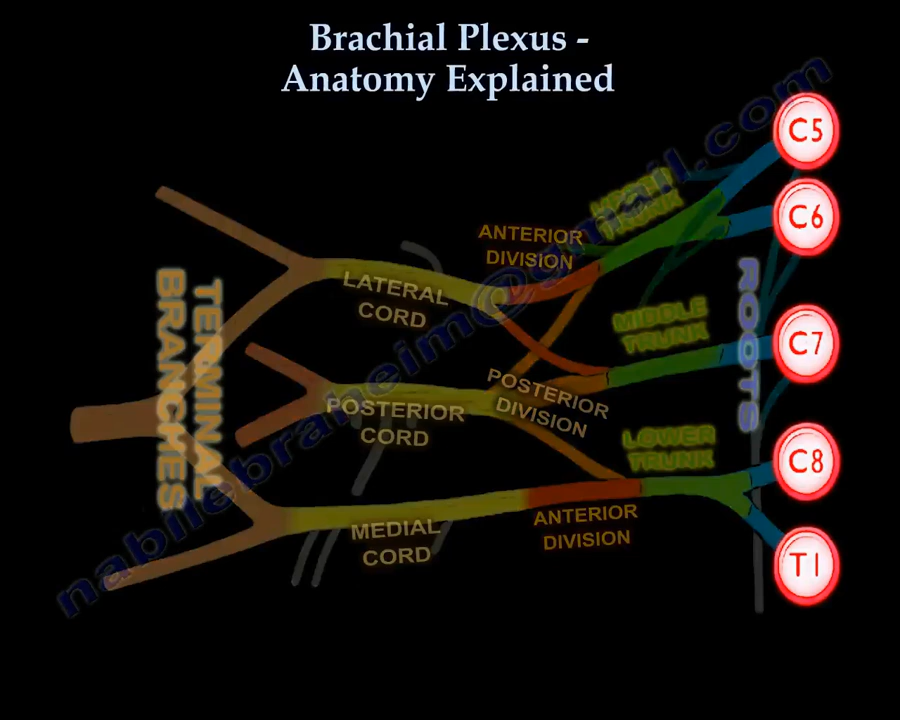 Brachial Plexus -
Anatomy Explained
C5
C6
C7
C8
T1
UPPER
TRUNK
ANTERIOR
DIVISION
LATERAL
CORD
MIDDLE
TRUNK
ROOTS
TERMINAL
BRANCHES
POSTERIOR
DIVISION
POSTERIOR
CORD
LOWER
TRUNK
ANTERIOR
DIVISION
MEDIAL
CORD
nabilebraheim@gmail.com